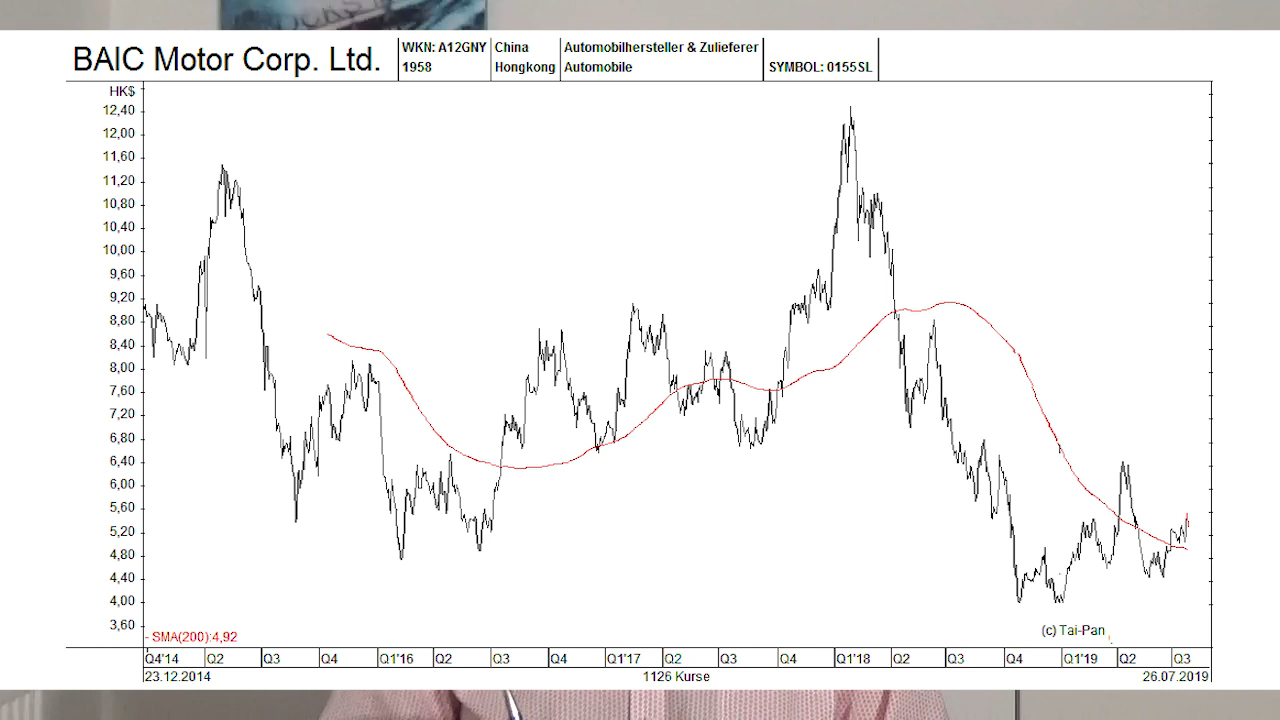 BAIC Motor Corp. Ltd.
WKN: A12GNY
1958
China
Hongkong
Automobilhersteller & Zulieferer
Automobile
SYMBOL: 0155SL
HK$
12,40
12,00
11,60
11,20
10,80
10,40
10,00
9,60
9,20
8,80
8,40
8,00
7,60
7,20
6,80
6,40
6,00
5,60
5,20
4,80
4,40
4,00
3,60
- SMA(200):4,92
(c) Tai-Pan
Q4'14 Q2 Q3 Q4 Q1'16 Q2 Q3 Q4 Q1'17 Q2 Q3 Q4 Q1'18 Q2 Q3 Q4 Q1'19 Q2 Q3
23.12.2014 1126 Kurse 26.07.2019